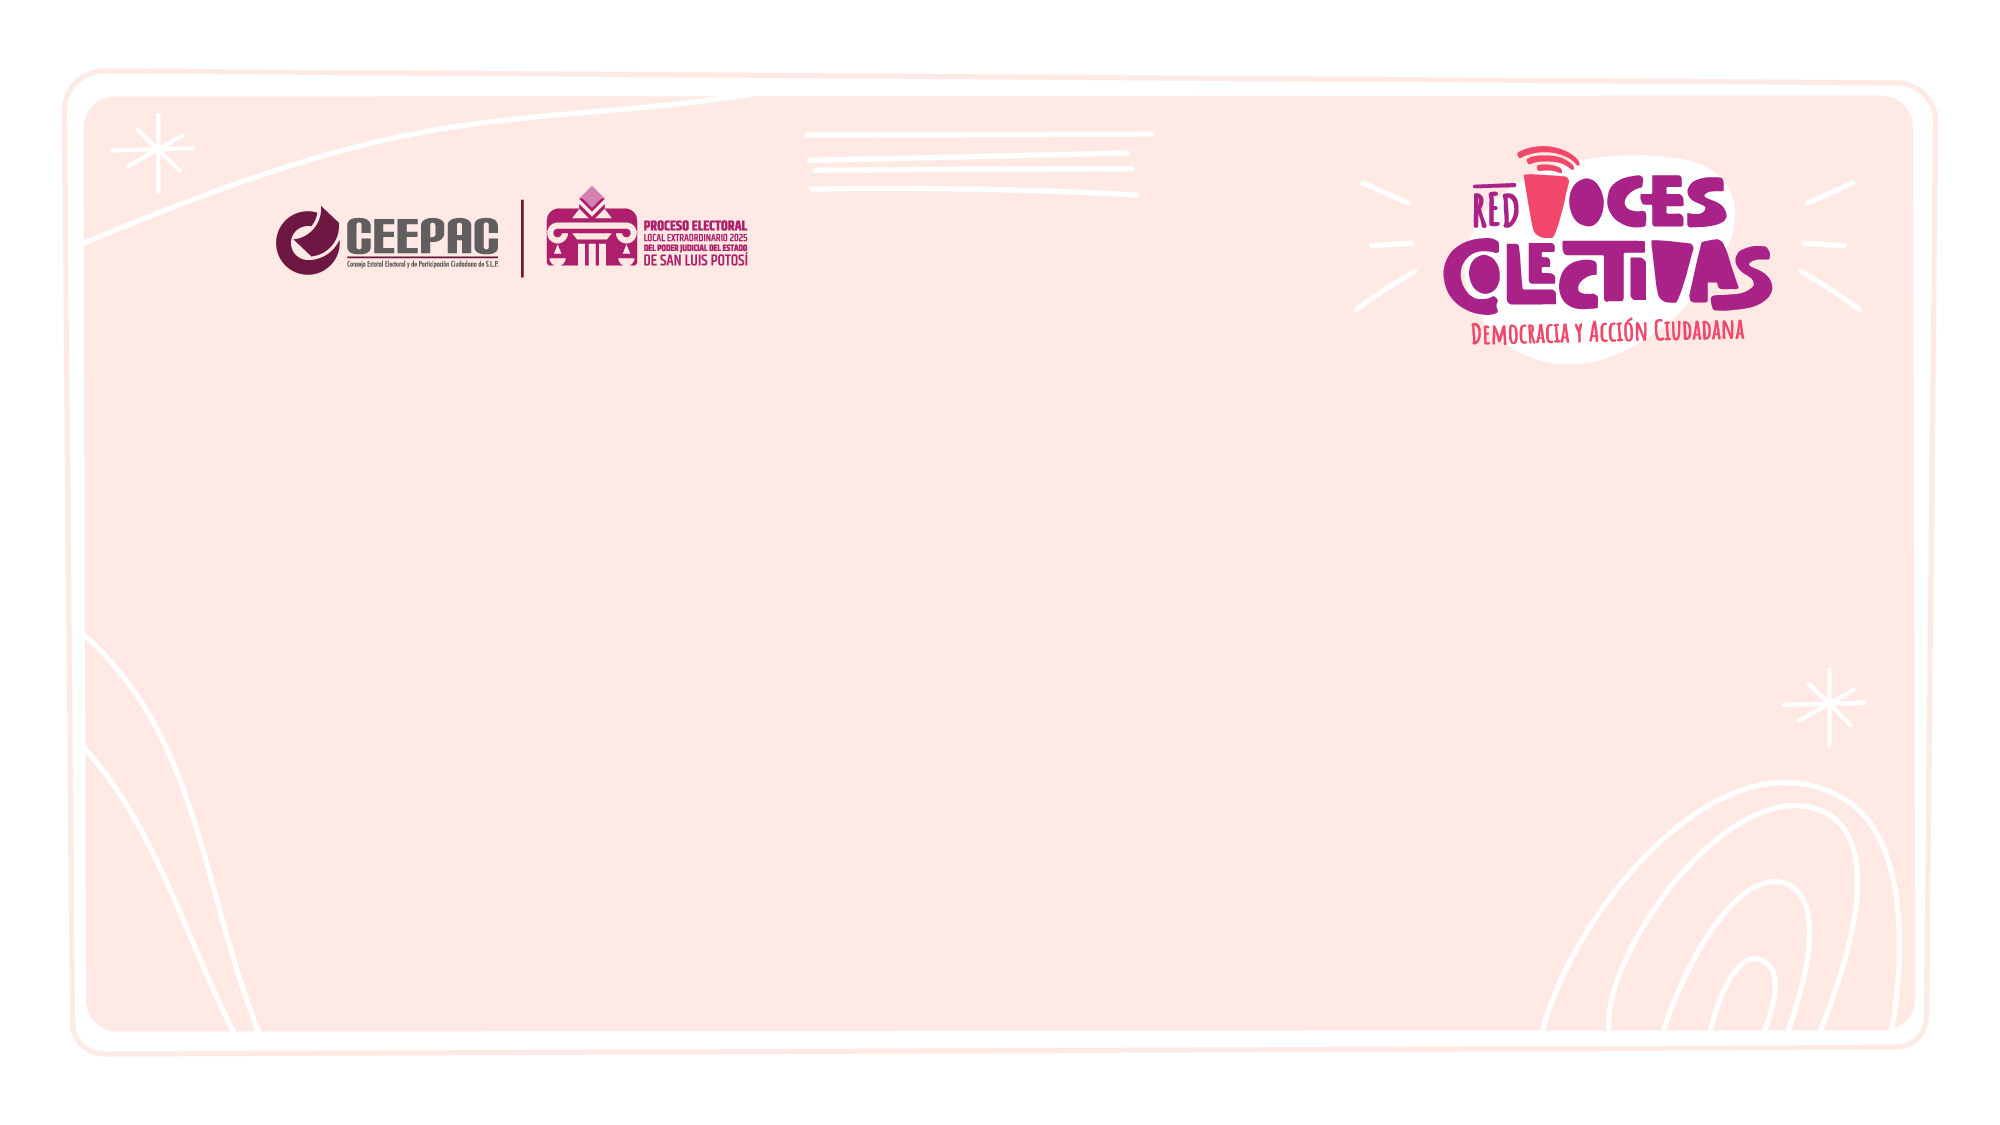 CEEPAC
Consejo Estatal Electoral y de Participación Ciudadana de S.L.P.
PROCESO ELECTORAL
LOCAL EXTRAORDINARIO 2025
DEL PODER JUDICIAL DEL ESTADO
DE SAN LUIS POTOSÍ
RED VOCES
COLECTIVAS
DEMOCRACIA Y ACCIÓN CIUDADANA